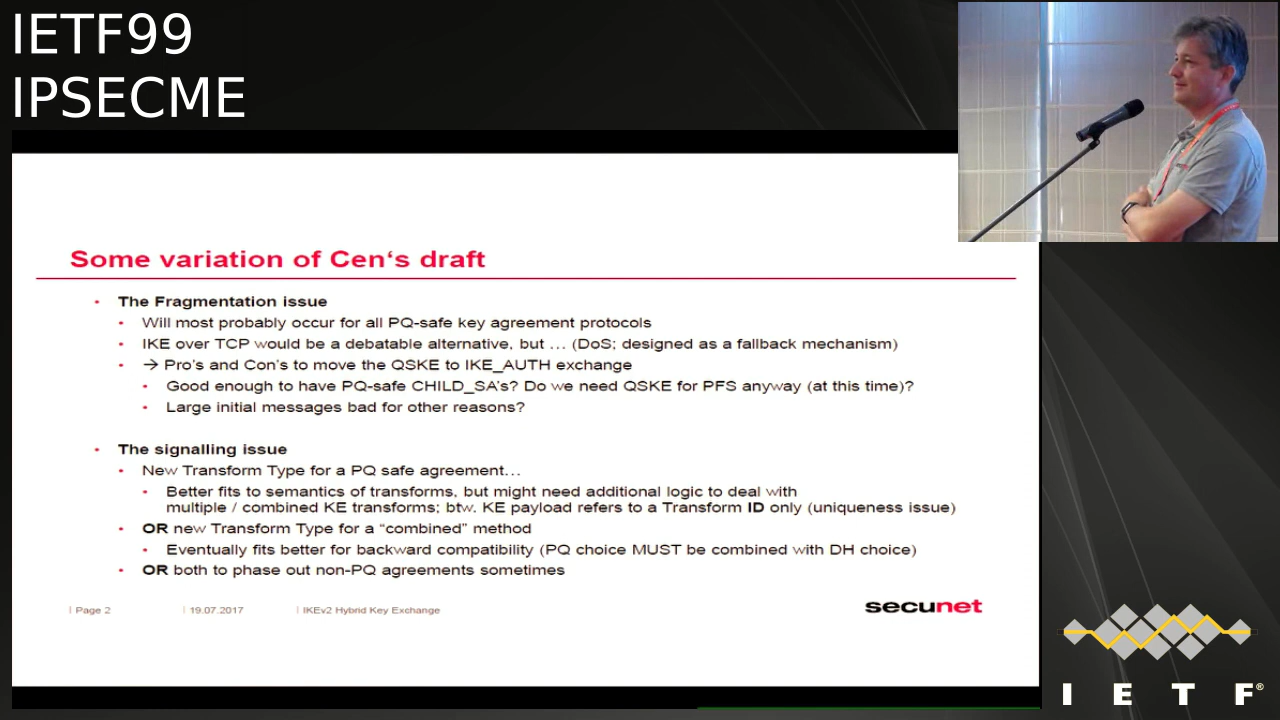 IETF99
IPSECME
Some variation of Cen‘s draft
• The Fragmentation issue
• Will most probably occur for all PQ-safe key agreement protocols
• IKE over TCP would be a debatable alternative, but … (DoS; designed as a fallback mechanism)
• → Pro’s and Con’s to move the QSKE to IKE_AUTH exchange
• Good enough to have PQ-safe CHILD_SA’s? Do we need QSKE for PFS anyway (at this time)?
• Large initial messages bad for other reasons?
• The signalling issue
• New Transform Type for a PQ safe agreement…
• Better fits to semantics of transforms, but might need additional logic to deal with
multiple / combined KE transforms; btw. KE payload refers to a Transform ID only (uniqueness issue)
• OR new Transform Type for a “combined” method
• Eventually fits better for backward compatibility (PQ choice MUST be combined with DH choice)
• OR both to phase out non-PQ agreements sometimes
| Page 2 | 19.07.2017 | IKEv2 Hybrid Key Exchange
secunet
I E T F®